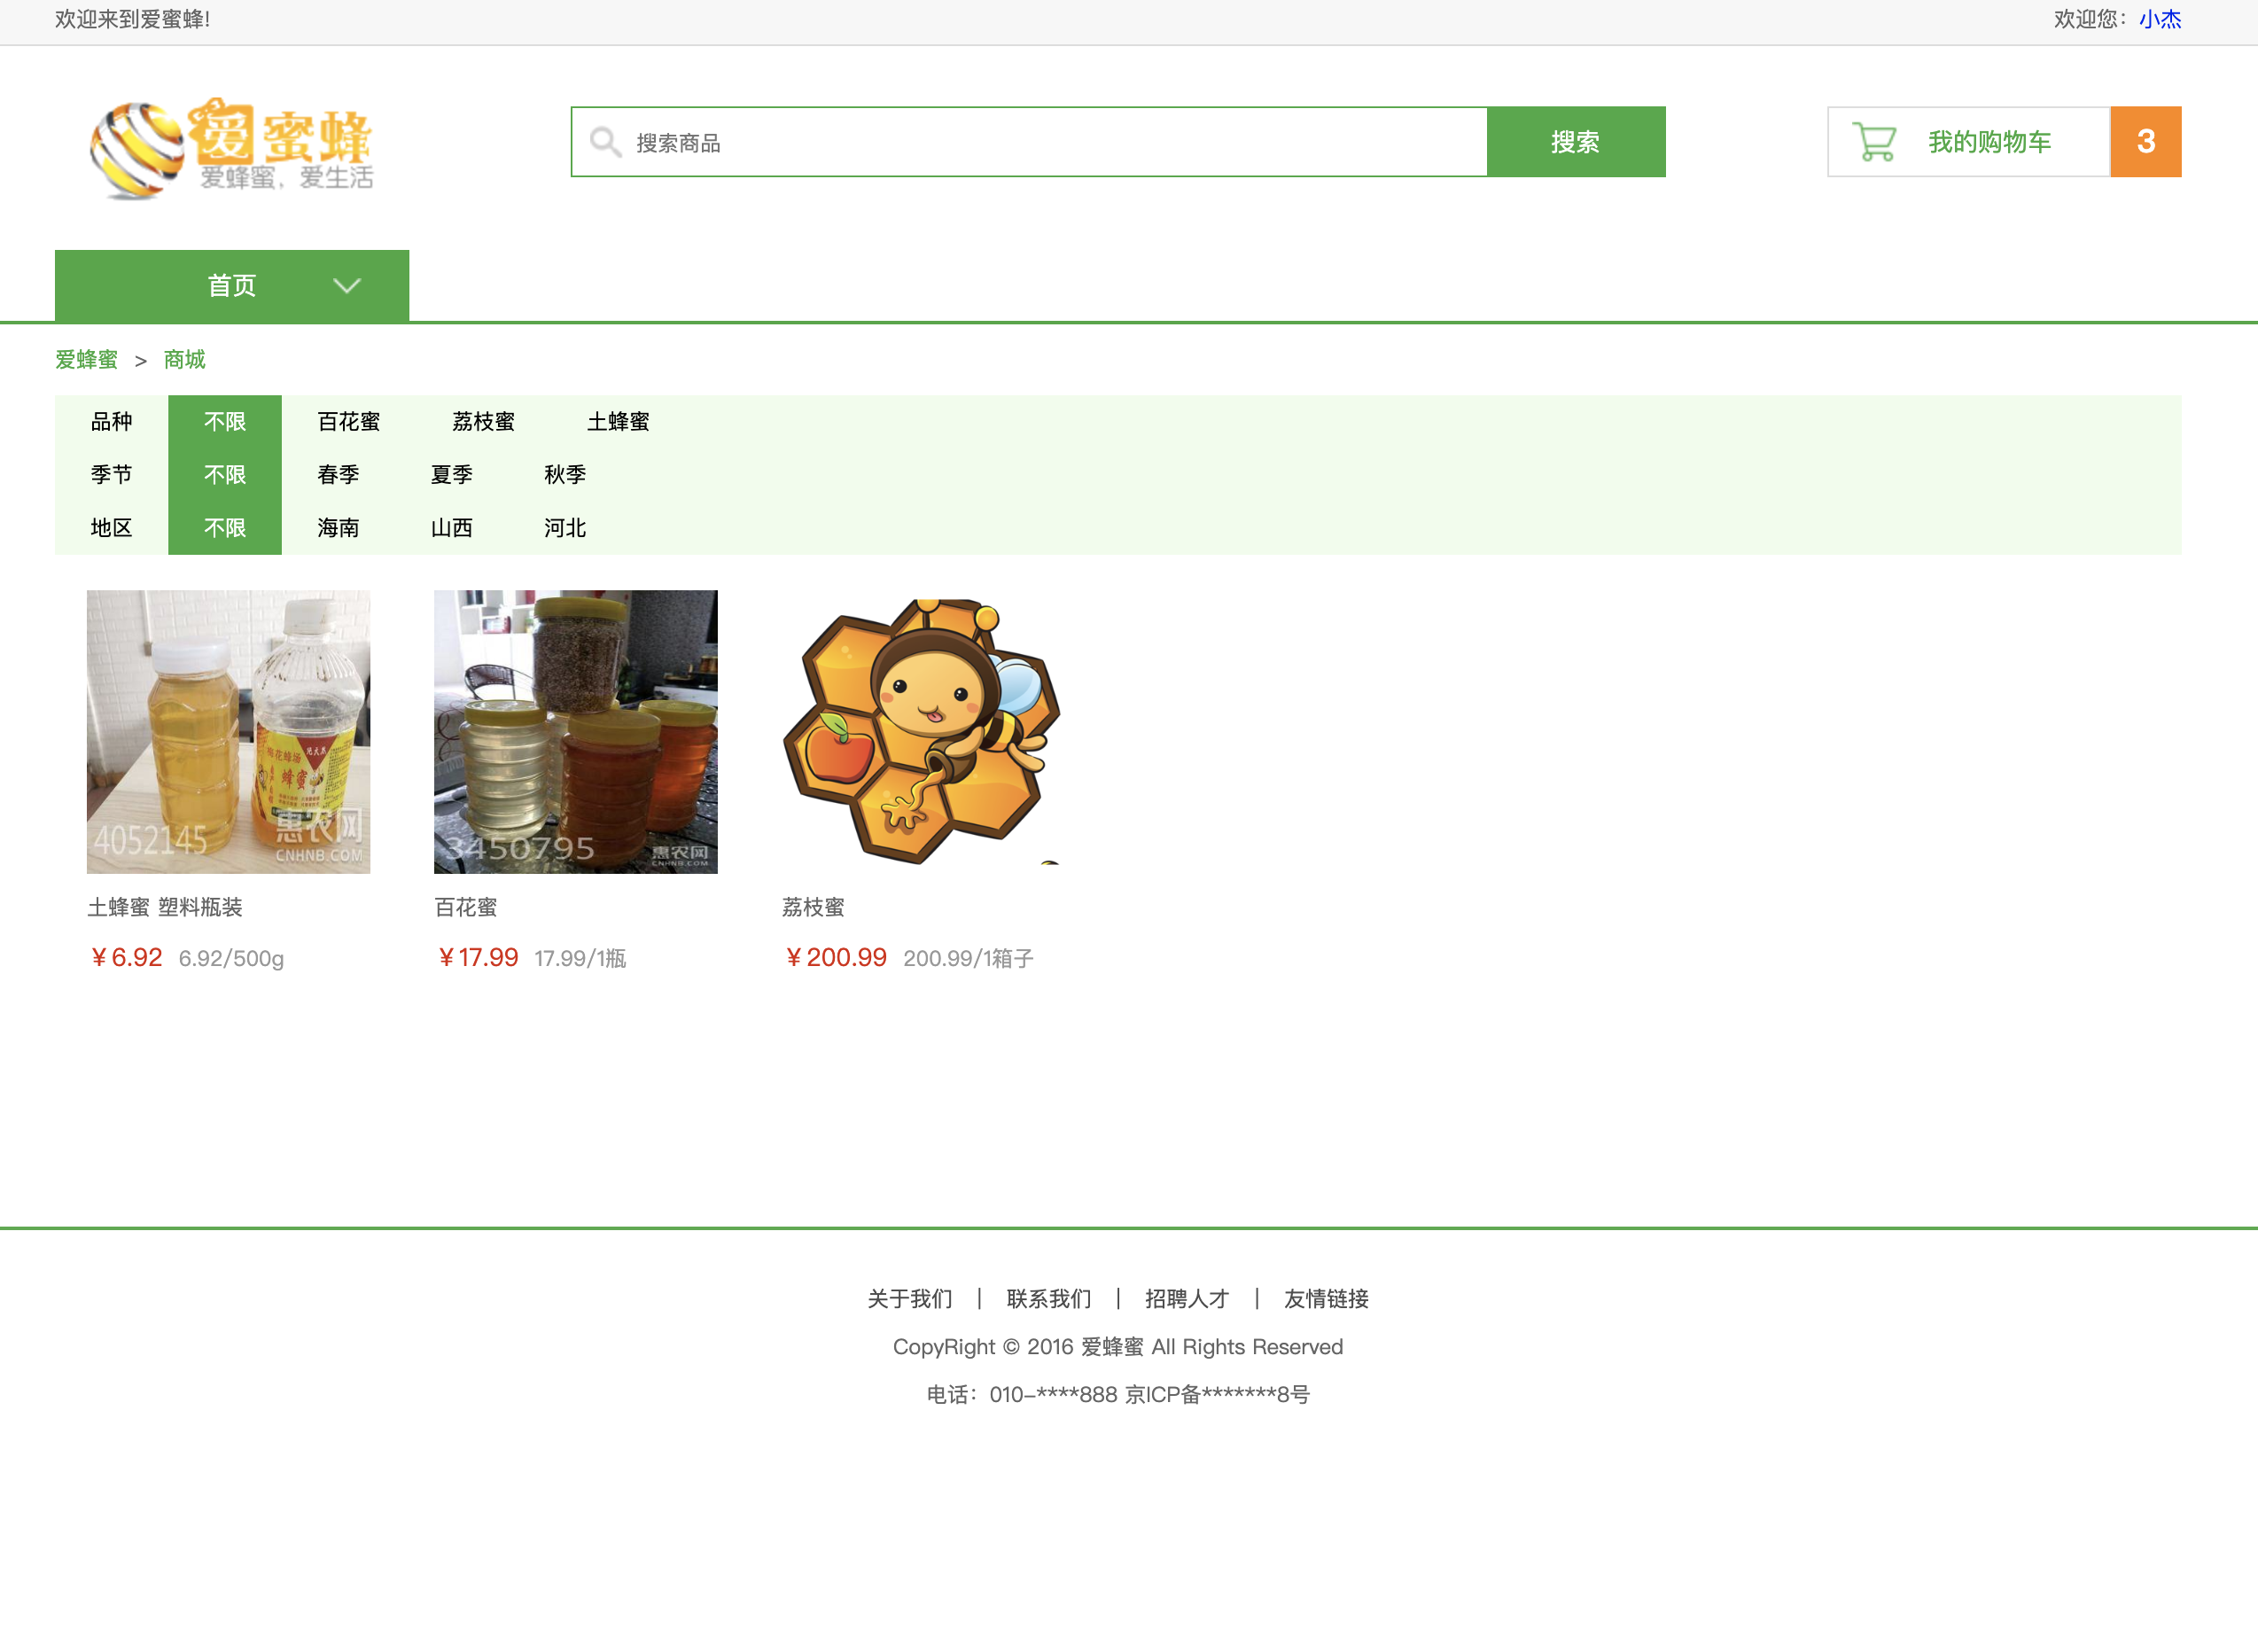 欢迎来到爱蜜蜂!
欢迎您：小杰
爱蜜蜂
爱蜂蜜，爱生活
搜索商品
搜索
我的购物车
3
首页
爱蜂蜜 > 商城
品种 不限 百花蜜 荔枝蜜 土蜂蜜
季节 不限 春季 夏季 秋季
地区 不限 海南 山西 河北
蜂蜜
4052145
惠农网
CNHNB.COM
3450795
惠农网
CNHNB.COM
土蜂蜜 塑料瓶装
￥6.92 6.92/500g
百花蜜
￥17.99 17.99/1瓶
荔枝蜜
￥200.99 200.99/1箱子
关于我们 | 联系我们 | 招聘人才 | 友情链接
CopyRight © 2016 爱蜂蜜 All Rights Reserved
电话：010-****888 京ICP备*******8号